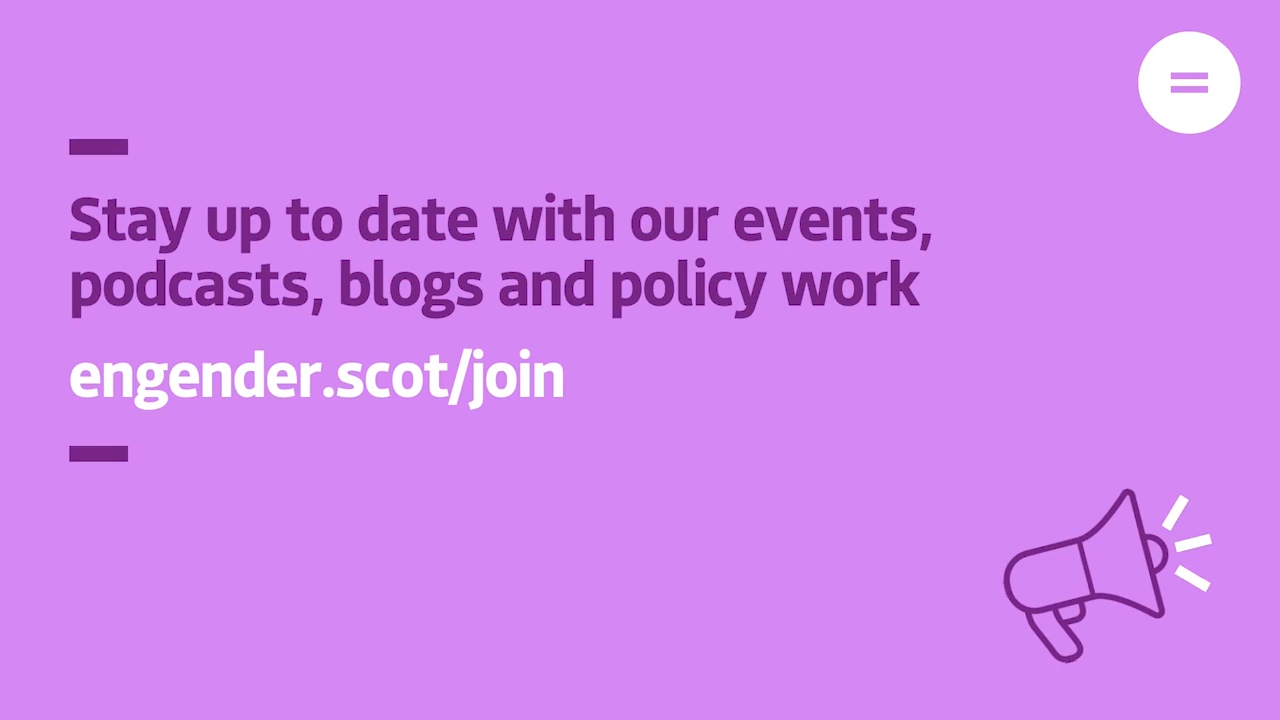 Stay up to date with our events,
podcasts, blogs and policy work
engender.scot/join